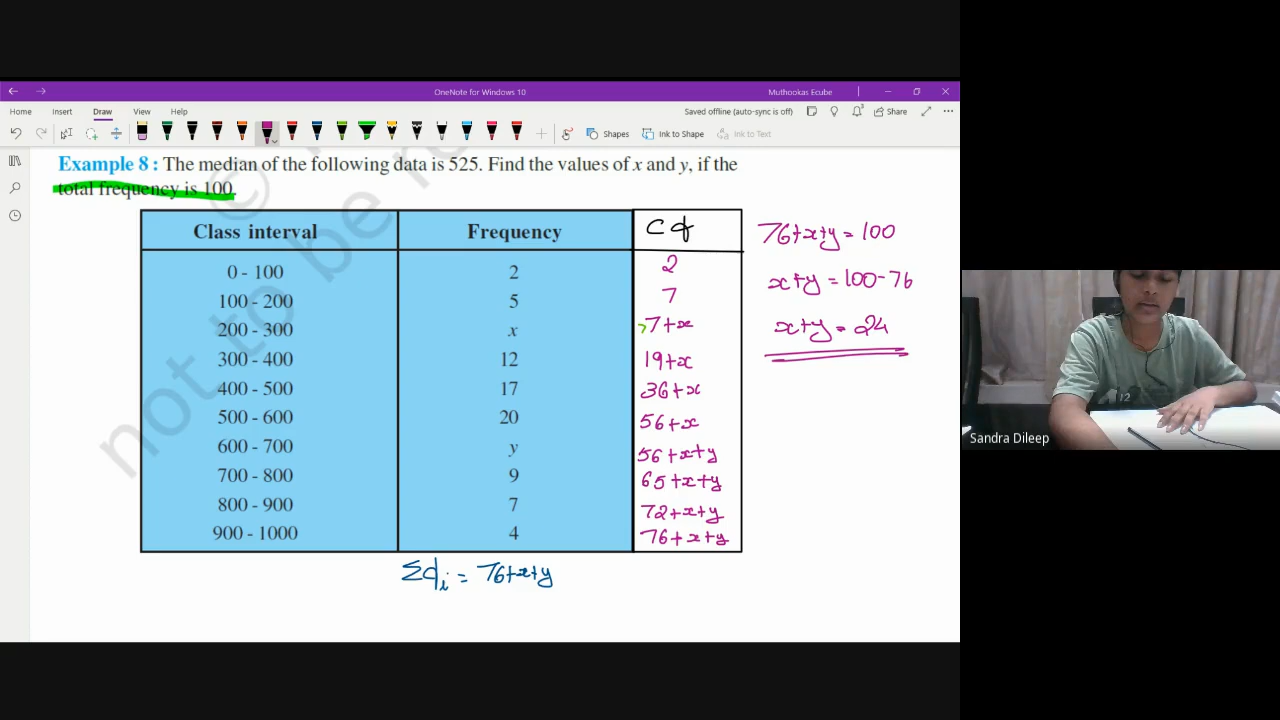 OneNote for Windows 10
Muthookas Ecube
Home Insert Draw View Help
Saved offline (auto-sync is off)
Share
Shapes
Ink to Shape
Ink to Text
Example 8 : The median of the following data is 525. Find the values of x and y, if the
total frequency is 100.
Class interval Frequency cf
0 - 100 2 2
100 - 200 5 7
200 - 300 x 7+x
300 - 400 12 19+x
400 - 500 17 36+x
500 - 600 20 56+x
600 - 700 y 56+x+y
700 - 800 9 65+x+y
800 - 900 7 72+x+y
900 - 1000 4 76+x+y
Σfi = 76+x+y
76+x+y = 100
x+y = 100-76
x+y = 24
not to be re
©
12
Sandra Dileep